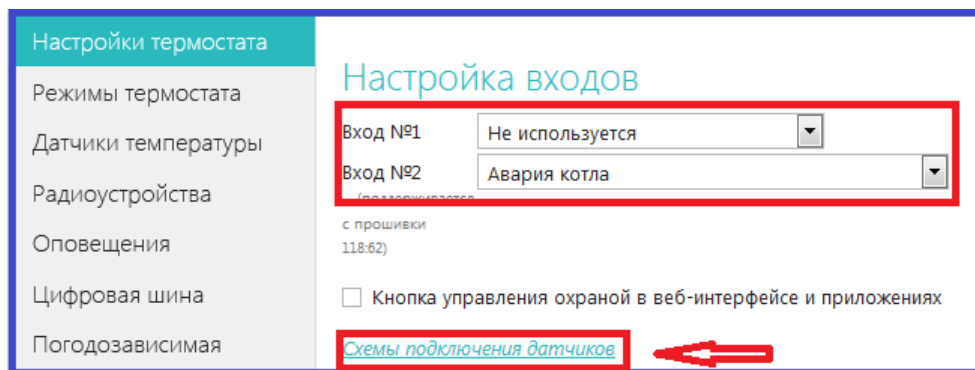 Настройки термостата
Режимы термостата
Датчики температуры
Радиоустройства
Оповещения
Цифровая шина
Погодозависимая
Настройка входов
Вход №1 Не используется
Вход №2 Авария котла
(поддерживается
с прошивки
118:62)
Кнопка управления охраной в веб-интерфейсе и приложениях
Схемы подключения датчиков